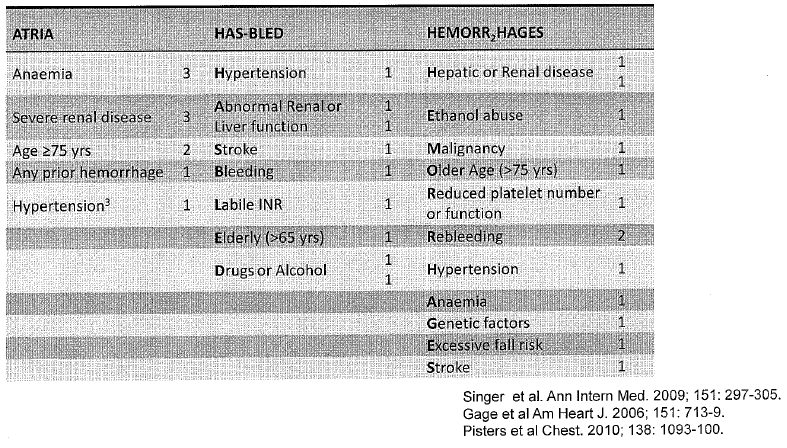 ATRIA HAS-BLED HEMORR₂HAGES
Anaemia 3 Hypertension 1 Hepatic or Renal disease 1
1
Severe renal disease 3 Abnormal Renal or 1 Ethanol abuse 1
Liver function 1
Age ≥75 yrs 2 Stroke 1 Malignancy 1
Any prior hemorrhage 1 Bleeding 1 Older Age (>75 yrs) 1
Hypertension³ 1 Labile INR 1 Reduced platelet number 1
or function
Elderly (>65 yrs) 1 Rebleeding 2
Drugs or Alcohol 1 Hypertension 1
1
Anaemia 1
Genetic factors 1
Excessive fall risk 1
Stroke 1
Singer et al. Ann Intern Med. 2009; 151: 297-305.
Gage et al Am Heart J. 2006; 151: 713-9.
Pisters et al Chest. 2010; 138: 1093-100.